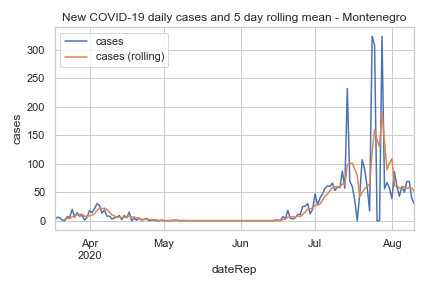 New COVID-19 daily cases and 5 day rolling mean - Montenegro
cases
cases (rolling)
300
250
200
150
100
50
0
cases
Apr May Jun Jul Aug
2020
dateRep